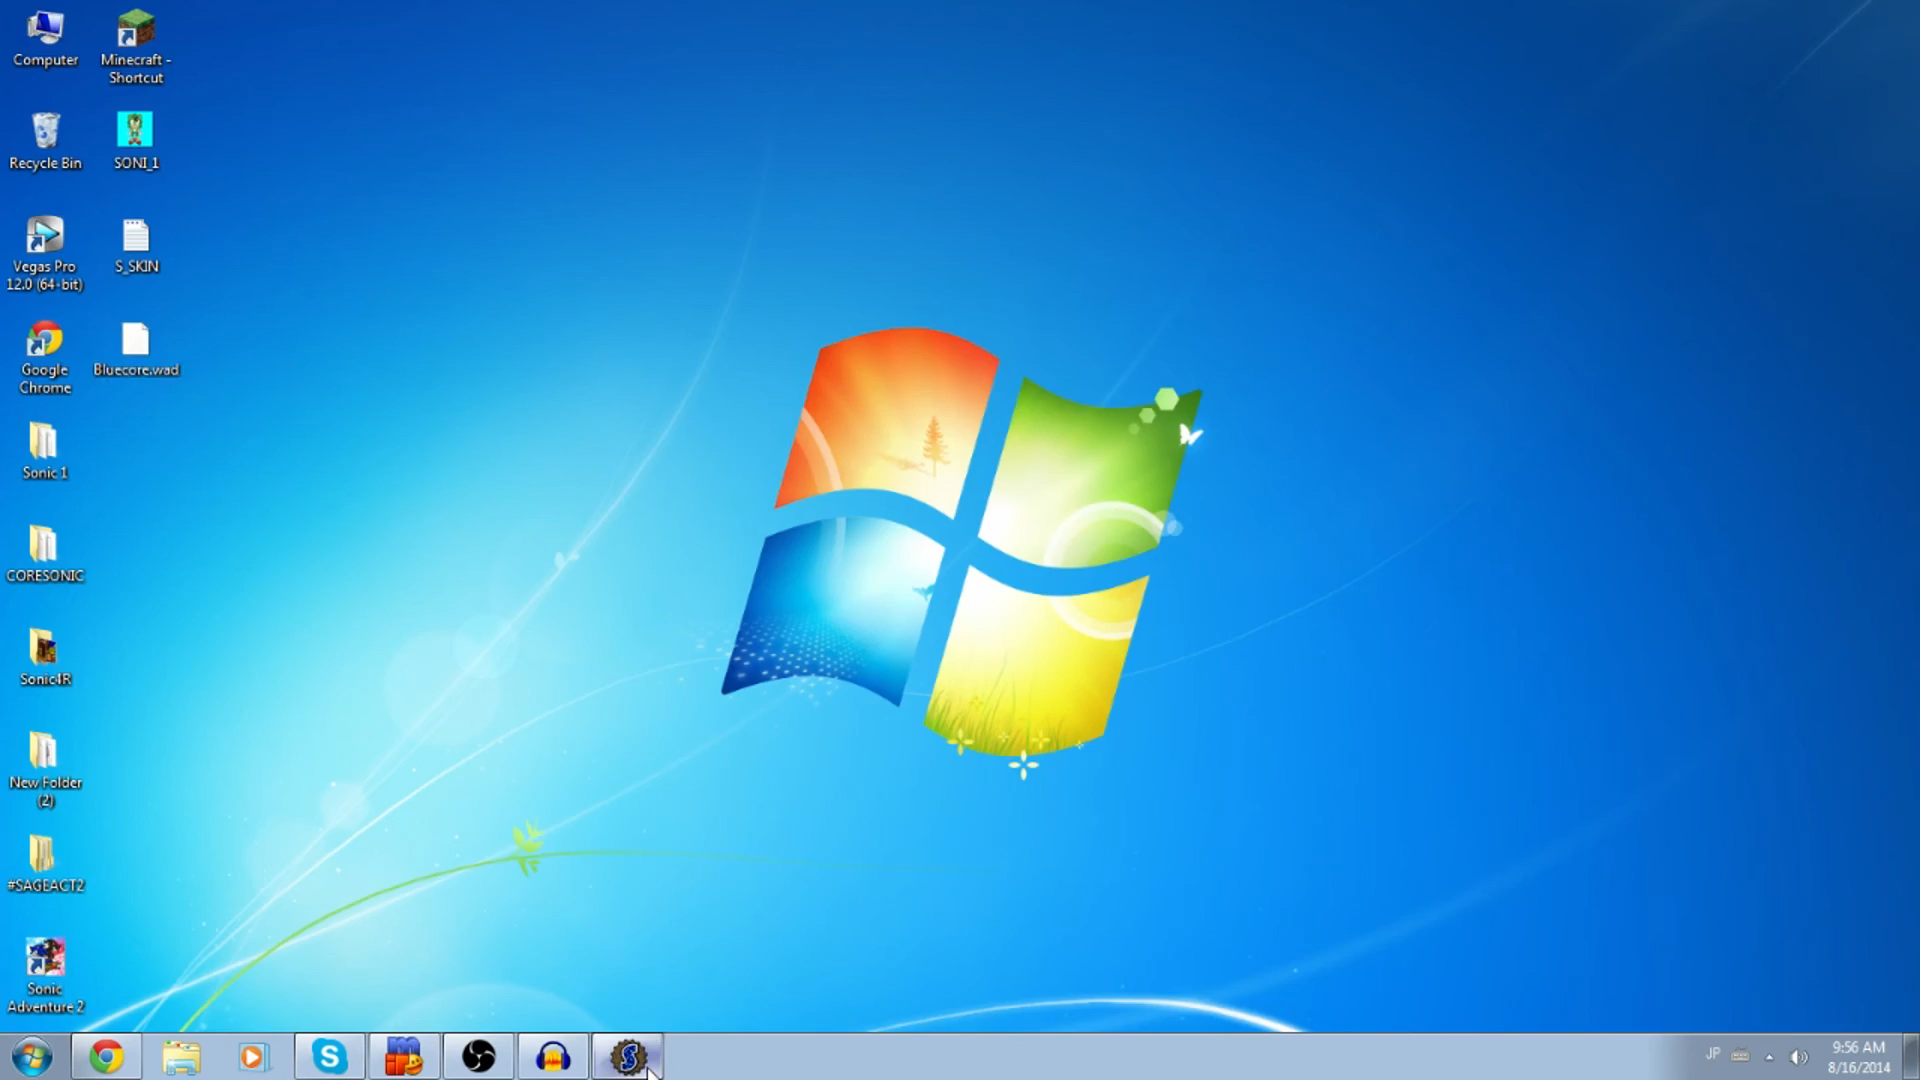 Computer
Minecraft -
Shortcut
Recycle Bin
SONI_1
Vegas Pro
12.0 (64-bit)
S_SKIN
Google
Chrome
Bluecore.wad
Sonic 1
CORESONIC
Sonic4R
New Folder
(2)
#SAGEACT2
Sonic
Adventure 2
JP
9:56 AM
8/16/2014